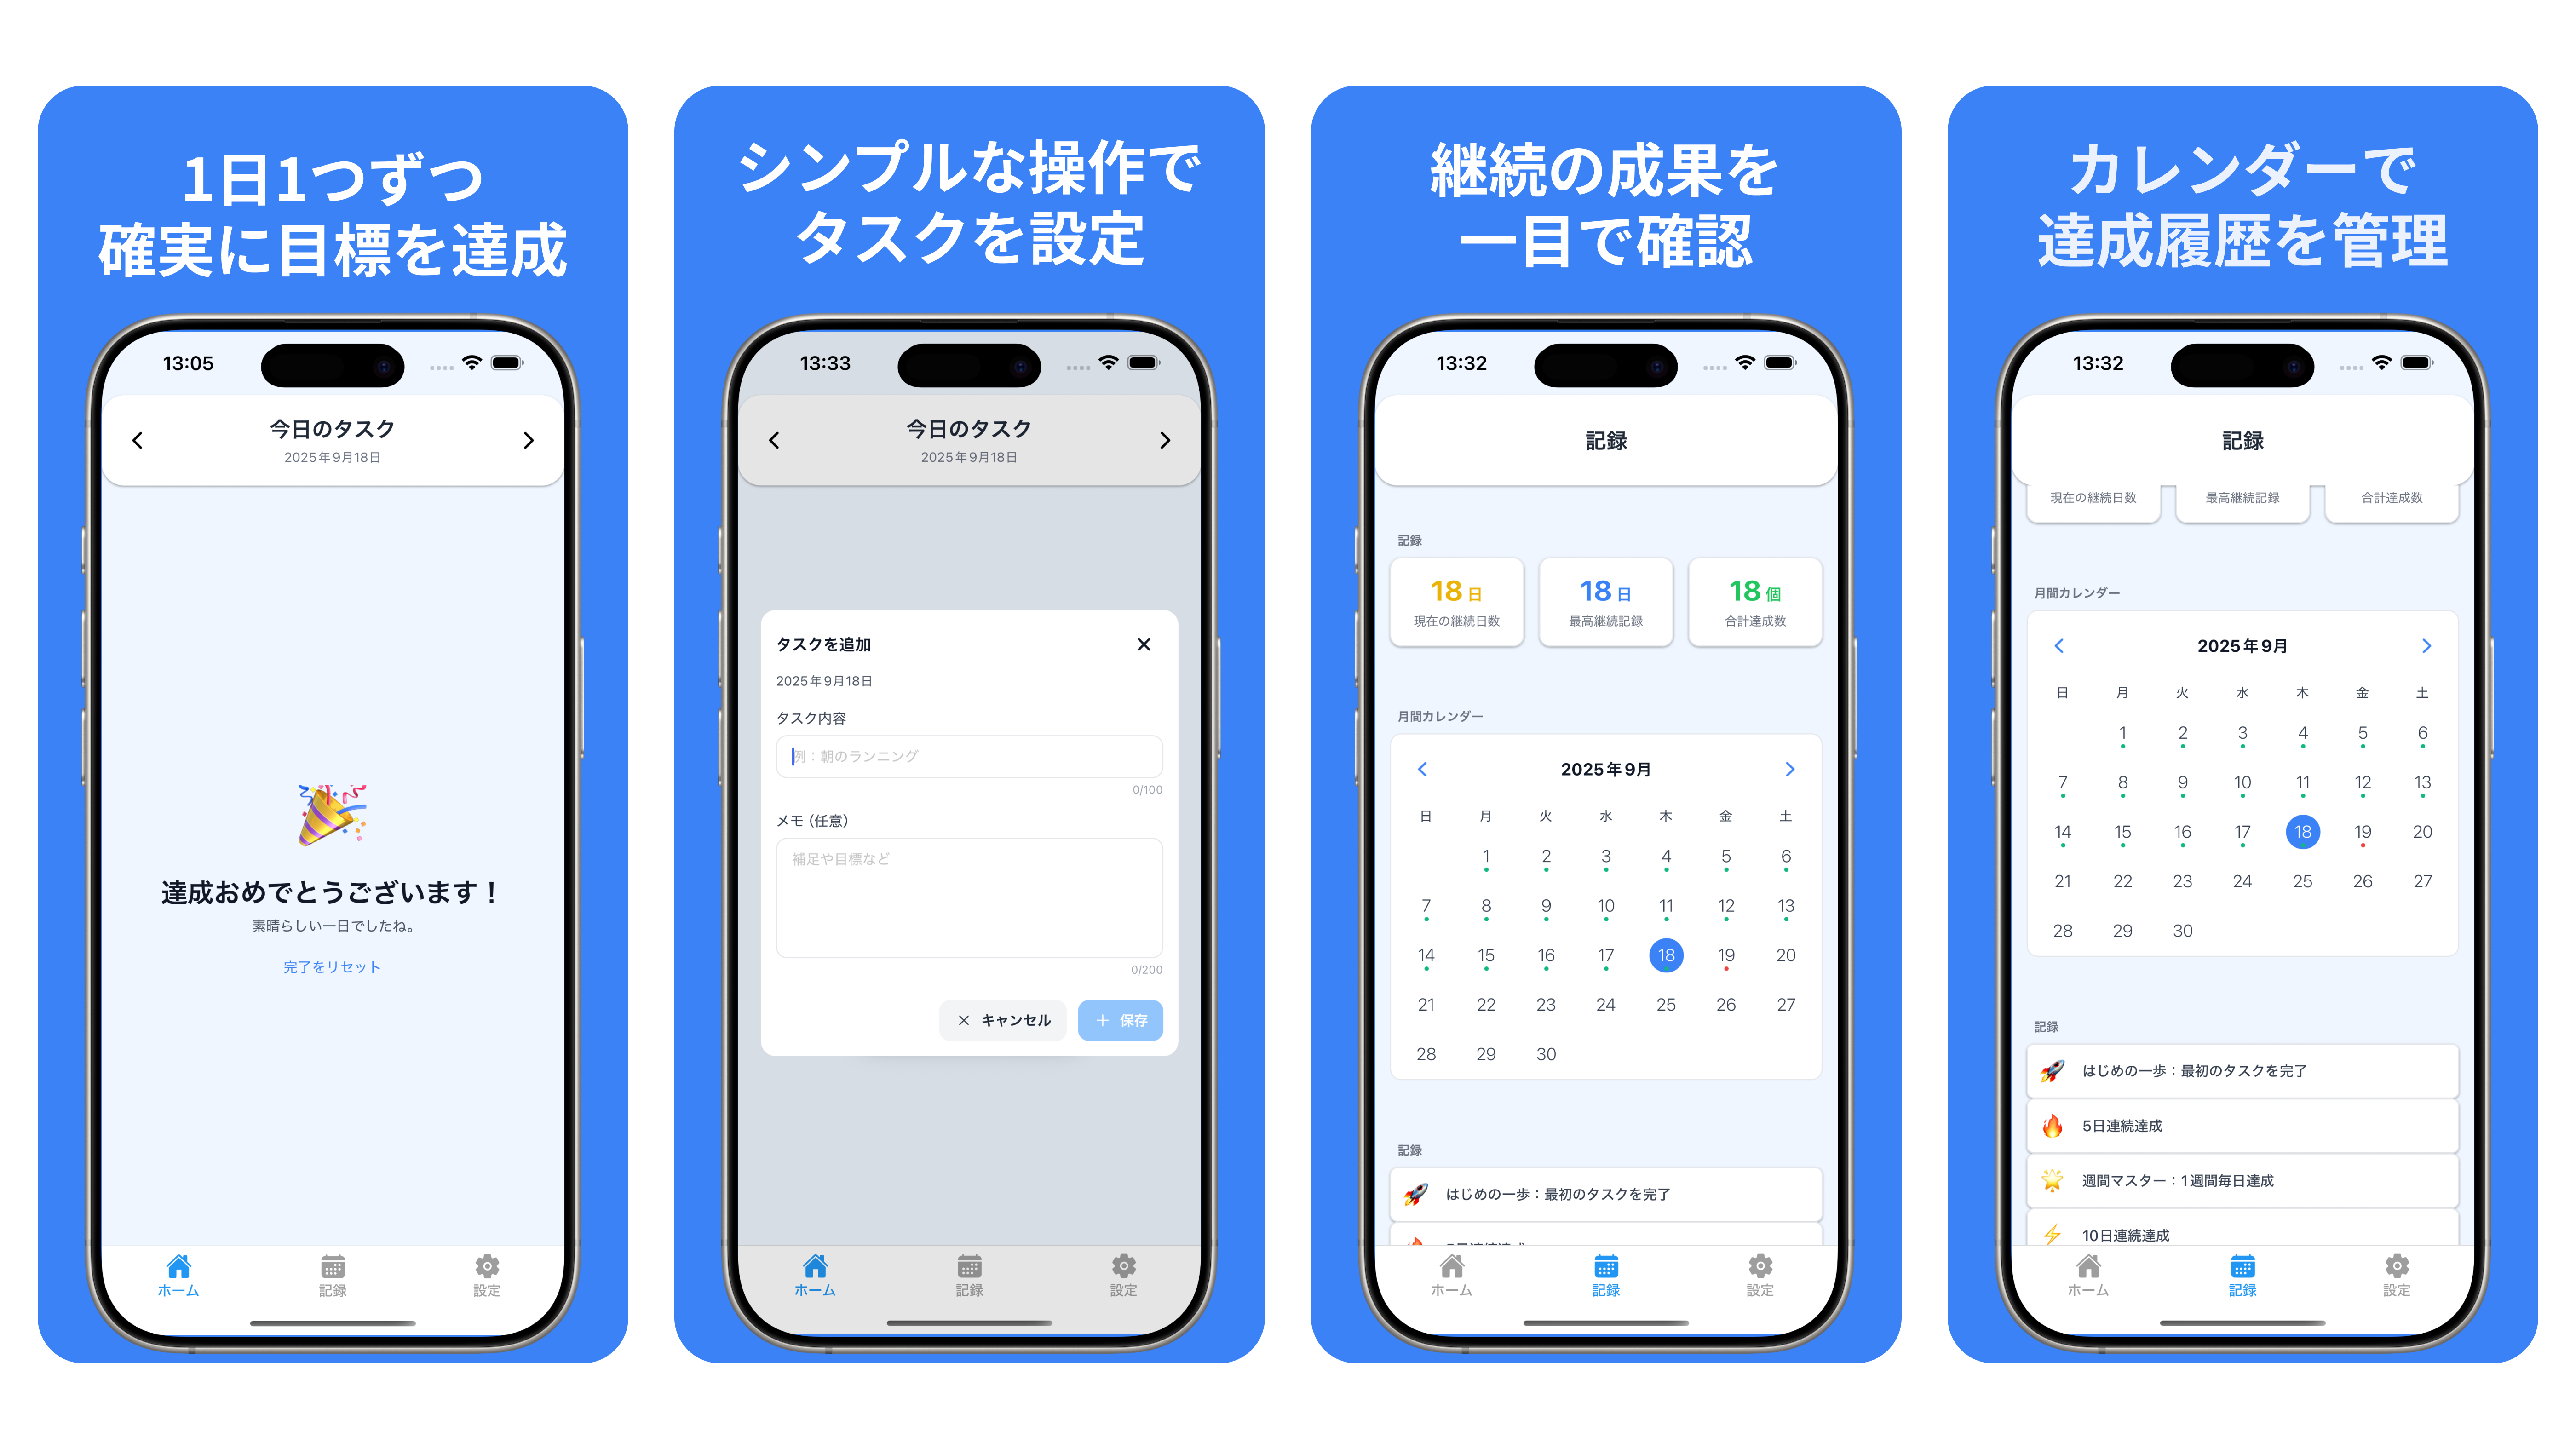 1日1つずつ
確実に目標を達成
13:05
今日のタスク
2025年9月18日
達成おめでとうございます！
素晴らしい一日でしたね。
完了をリセット
ホーム
記録
設定
シンプルな操作で
タスクを設定
13:33
今日のタスク
2025年9月18日
タスクを追加
2025年9月18日
タスク内容
例：朝のランニング
0/100
メモ（任意）
補足や目標など
0/200
キャンセル
保存
ホーム
記録
設定
継続の成果を
一目で確認
13:32
記録
記録
18日 18日 18個
現在の継続日数 最高継続記録 合計達成数
月間カレンダー
2025年9月
日 月 火 水 木 金 土
1 2 3 4 5 6
7 8 9 10 11 12 13
14 15 16 17 18 19 20
21 22 23 24 25 26 27
28 29 30
記録
はじめの一歩：最初のタスクを完了
ホーム
記録
設定
カレンダーで
達成履歴を管理
13:32
記録
現在の継続日数 最高継続記録 合計達成数
月間カレンダー
2025年9月
日 月 火 水 木 金 土
1 2 3 4 5 6
7 8 9 10 11 12 13
14 15 16 17 18 19 20
21 22 23 24 25 26 27
28 29 30
記録
はじめの一歩：最初のタスクを完了
5日連続達成
週間マスター：1週間毎日達成
10日連続達成
ホーム
記録
設定